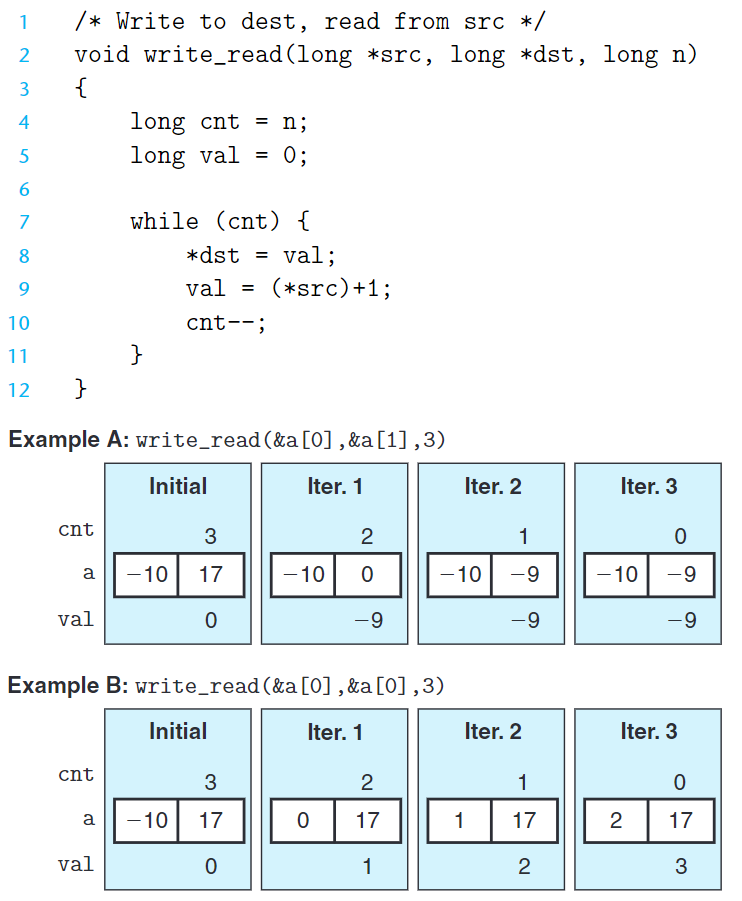 1 /* Write to dest, read from src */
2 void write_read(long *src, long *dst, long n)
3 {
4 long cnt = n;
5 long val = 0;
6
7 while (cnt) {
8 *dst = val;
9 val = (*src)+1;
10 cnt--;
11 }
12 }
Example A: write_read(&a[0],&a[1],3)
Initial Iter. 1 Iter. 2 Iter. 3
cnt 3 2 1 0
a −10 17 −10 0 −10 −9 −10 −9
val 0 −9 −9 −9
Example B: write_read(&a[0],&a[0],3)
Initial Iter. 1 Iter. 2 Iter. 3
cnt 3 2 1 0
a −10 17 0 17 1 17 2 17
val 0 1 2 3